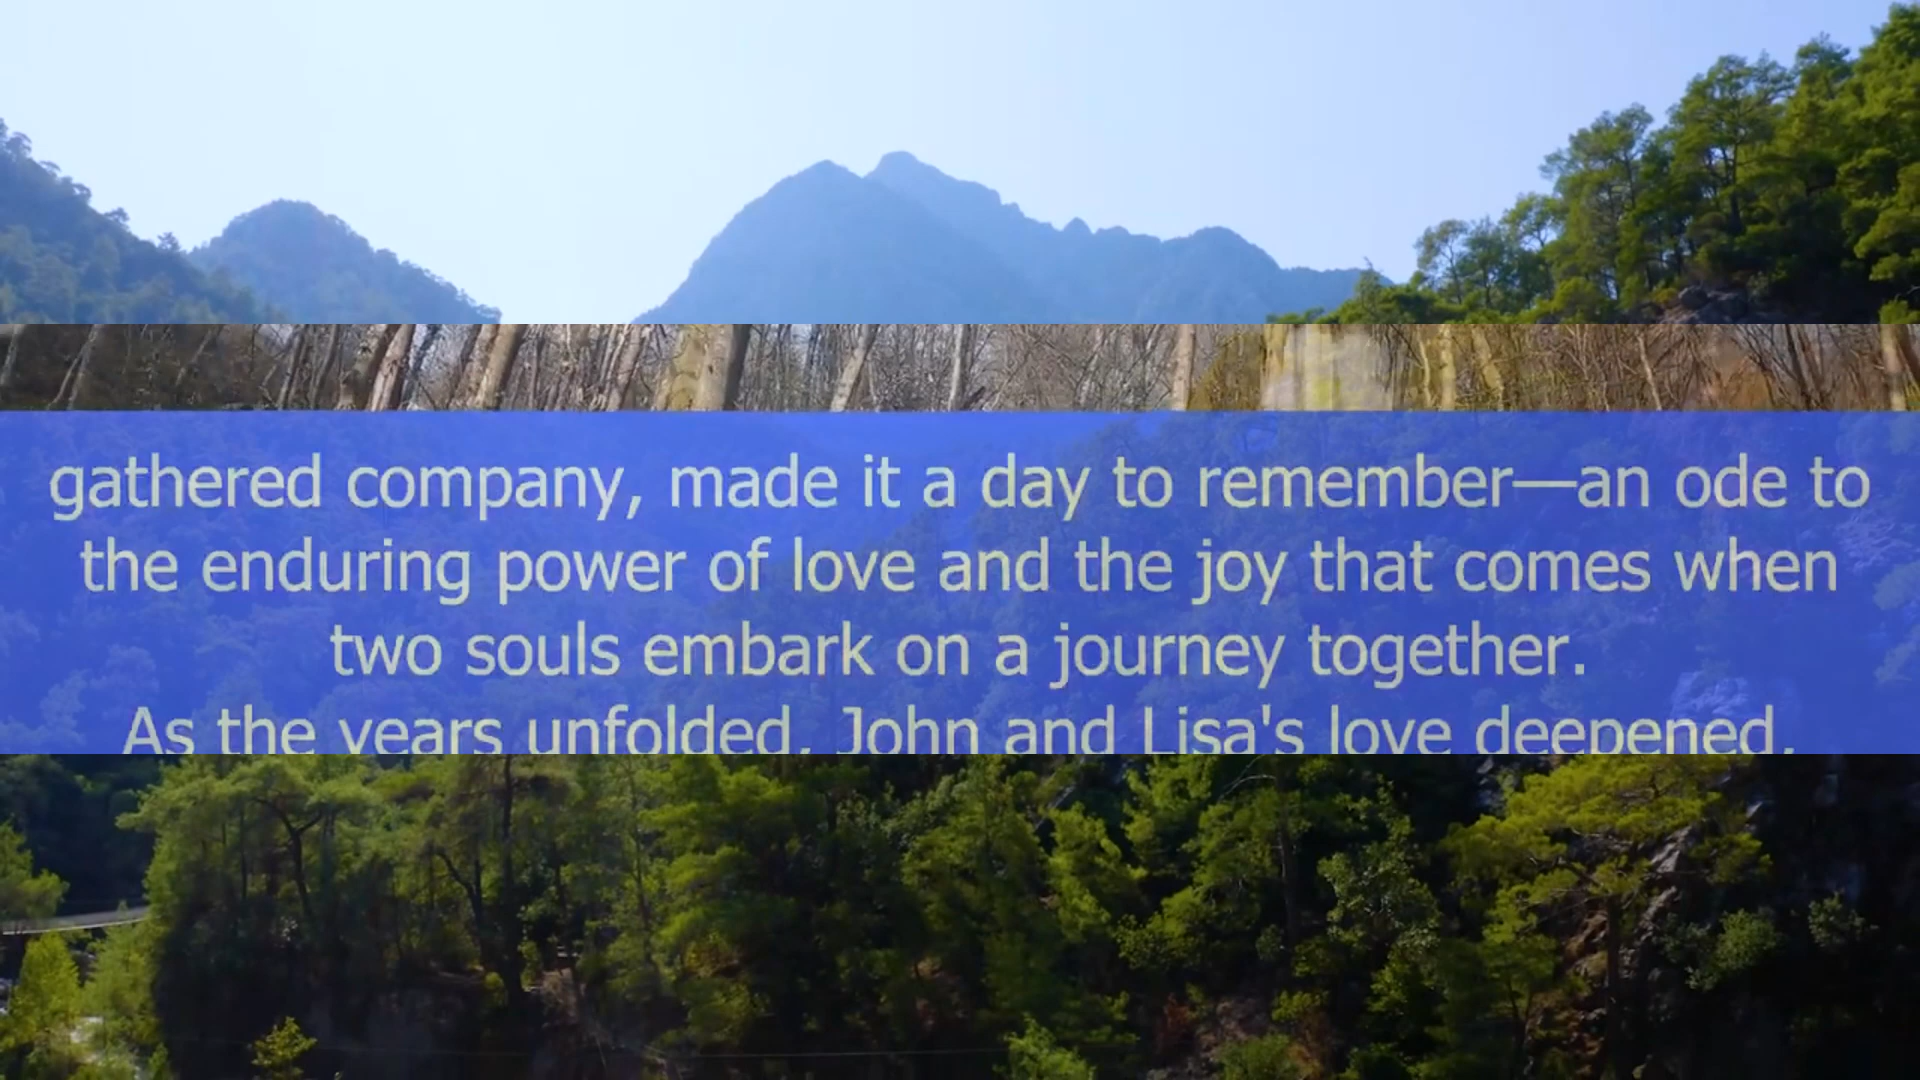 gathered company, made it a day to remember—an ode to
the enduring power of love and the joy that comes when
two souls embark on a journey together.
As the years unfolded, John and Lisa's love deepened,